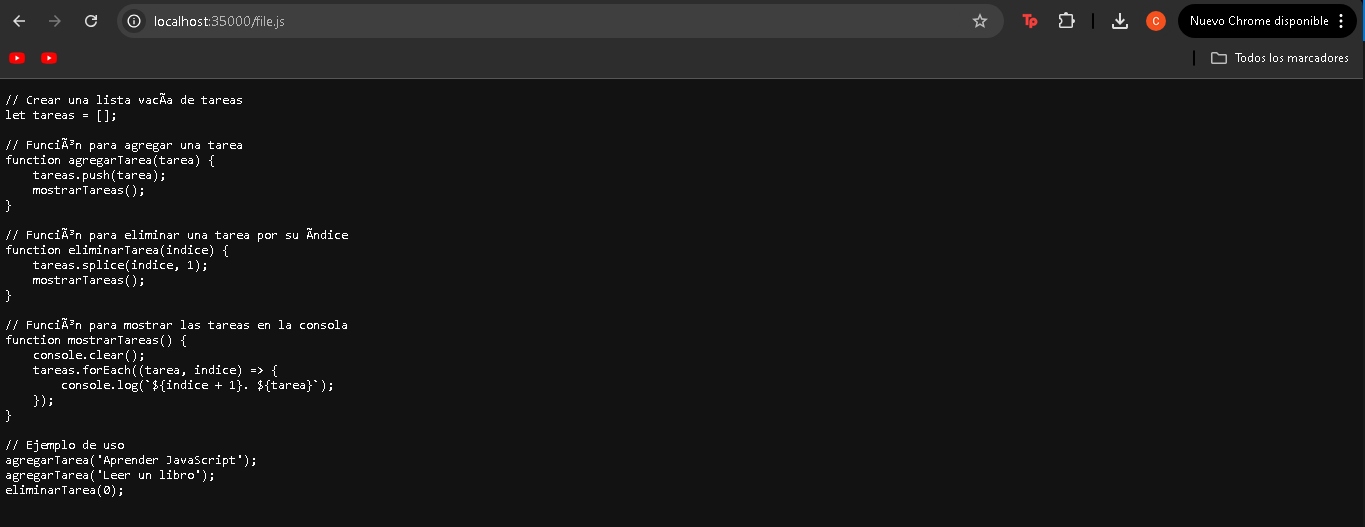 localhost:35000/file.js
Tp
C
Nuevo Chrome disponible
Todos los marcadores
// Crear una lista vacÃa de tareas
let tareas = [];
// FunciÃ³n para agregar una tarea
function agregarTarea(tarea) {
    tareas.push(tarea);
    mostrarTareas();
}
// FunciÃ³n para eliminar una tarea por su Ãndice
function eliminarTarea(indice) {
    tareas.splice(indice, 1);
    mostrarTareas();
}
// FunciÃ³n para mostrar las tareas en la consola
function mostrarTareas() {
    console.clear();
    tareas.forEach((tarea, indice) => {
        console.log(`${indice + 1}. ${tarea}`);
    });
}
// Ejemplo de uso
agregarTarea('Aprender JavaScript');
agregarTarea('Leer un libro');
eliminarTarea(0);